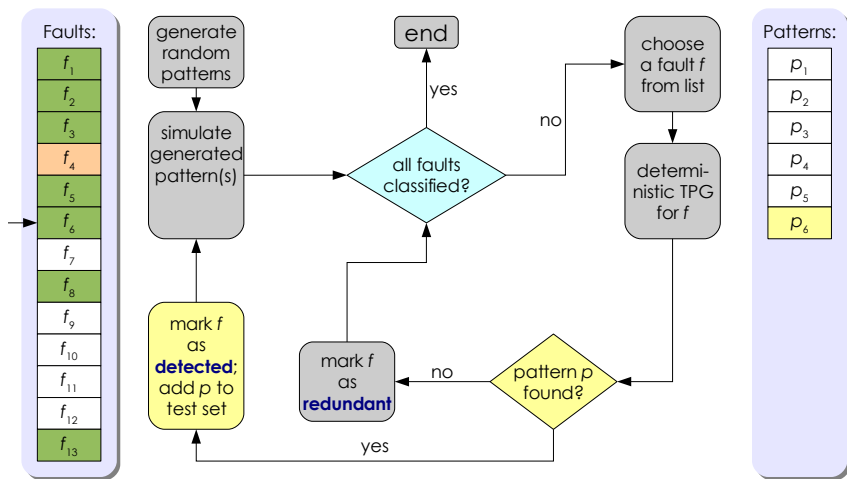 Faults:
f1
f2
f3
f4
f5
f6
f7
f8
f9
f10
f11
f12
f13
generate
random
patterns
simulate
generated
pattern(s)
mark f
as
detected;
add p to
test set
end
yes
all faults
classified?
no
mark f
as
redundant
no
pattern p
found?
yes
choose
a fault f
from list
determini-
nistic TPG
for f
Patterns:
p1
p2
p3
p4
p5
p6